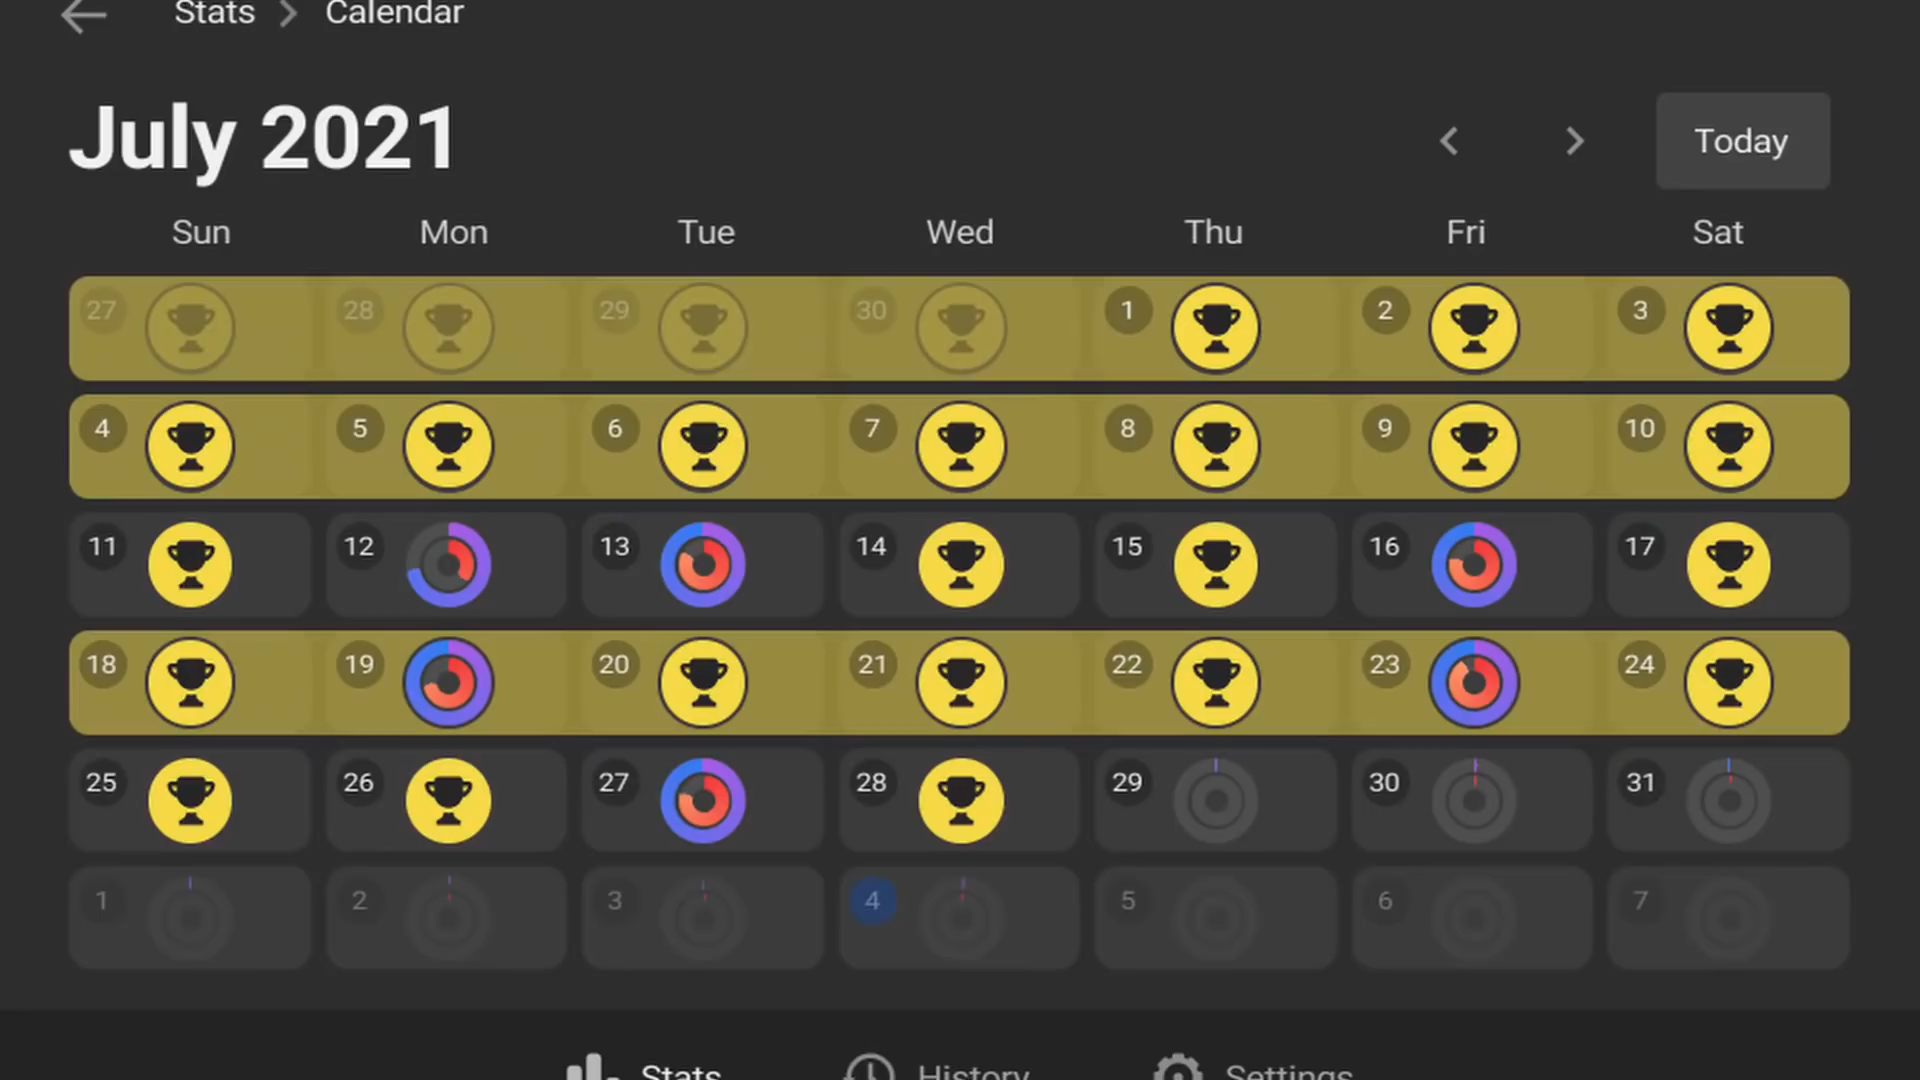 Stats > Calendar
July 2021
Today
Sun Mon Tue Wed Thu Fri Sat
27 28 29 30 1 2 3
4 5 6 7 8 9 10
11 12 13 14 15 16 17
18 19 20 21 22 23 24
25 26 27 28 29 30 31
1 2 3 4 5 6 7
Stats History Settings